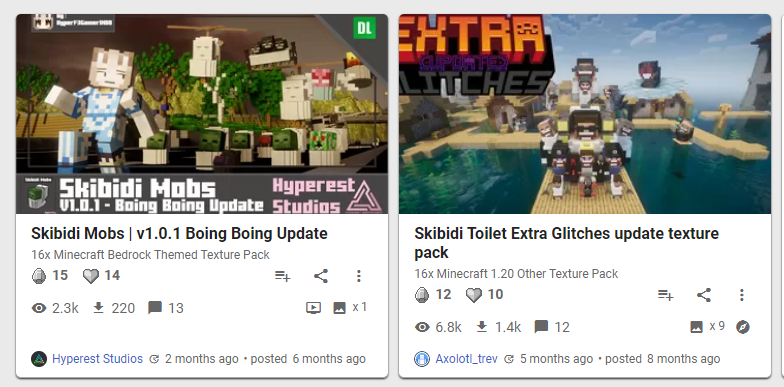 HyperF3Gamer9000
DL
Skibidi Mobs
V1.0.1 - Boing Boing Update
Hyperest
Studios
Skibidi Mobs | v1.0.1 Boing Boing Update
16x Minecraft Bedrock Themed Texture Pack
15 14
2.3k 220 13 x 1
Hyperest Studios 2 months ago • posted 6 months ago
EXTRA
UPDATED
GLITCHES
Skibidi Toilet Extra Glitches update texture
pack
16x Minecraft 1.20 Other Texture Pack
12 10
6.8k 1.4k 12 x 9
Axolotl_trev 5 months ago • posted 8 months ago